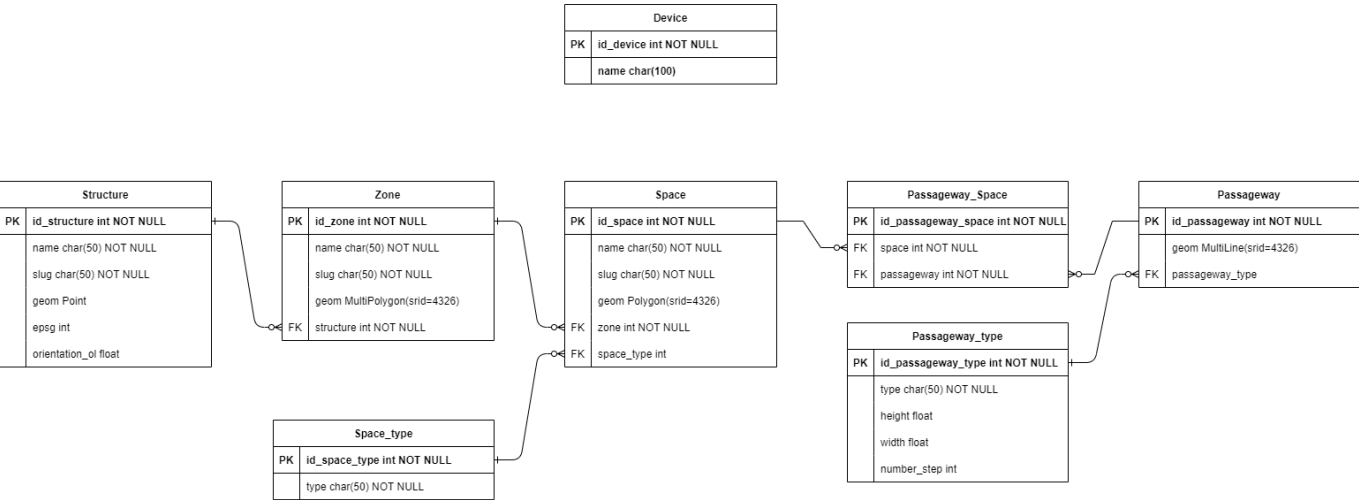 Device
PK id_device int NOT NULL
name char(100)
Structure
PK id_structure int NOT NULL
name char(50) NOT NULL
slug char(50) NOT NULL
geom Point
epsg int
orientation_ol float
Zone
PK id_zone int NOT NULL
name char(50) NOT NULL
slug char(50) NOT NULL
geom MultiPolygon(srid=4326)
FK structure int NOT NULL
Space
PK id_space int NOT NULL
name char(50) NOT NULL
slug char(50) NOT NULL
geom Polygon(srid=4326)
FK zone int NOT NULL
FK space_type int
Passageway_Space
PK id_passageway_space int NOT NULL
FK space int NOT NULL
FK passageway int NOT NULL
Passageway
PK id_passageway int NOT NULL
geom MultiLine(srid=4326)
FK passageway_type
Passageway_type
PK id_passageway_type int NOT NULL
type char(50) NOT NULL
height float
width float
number_step int
Space_type
PK id_space_type int NOT NULL
type char(50) NOT NULL